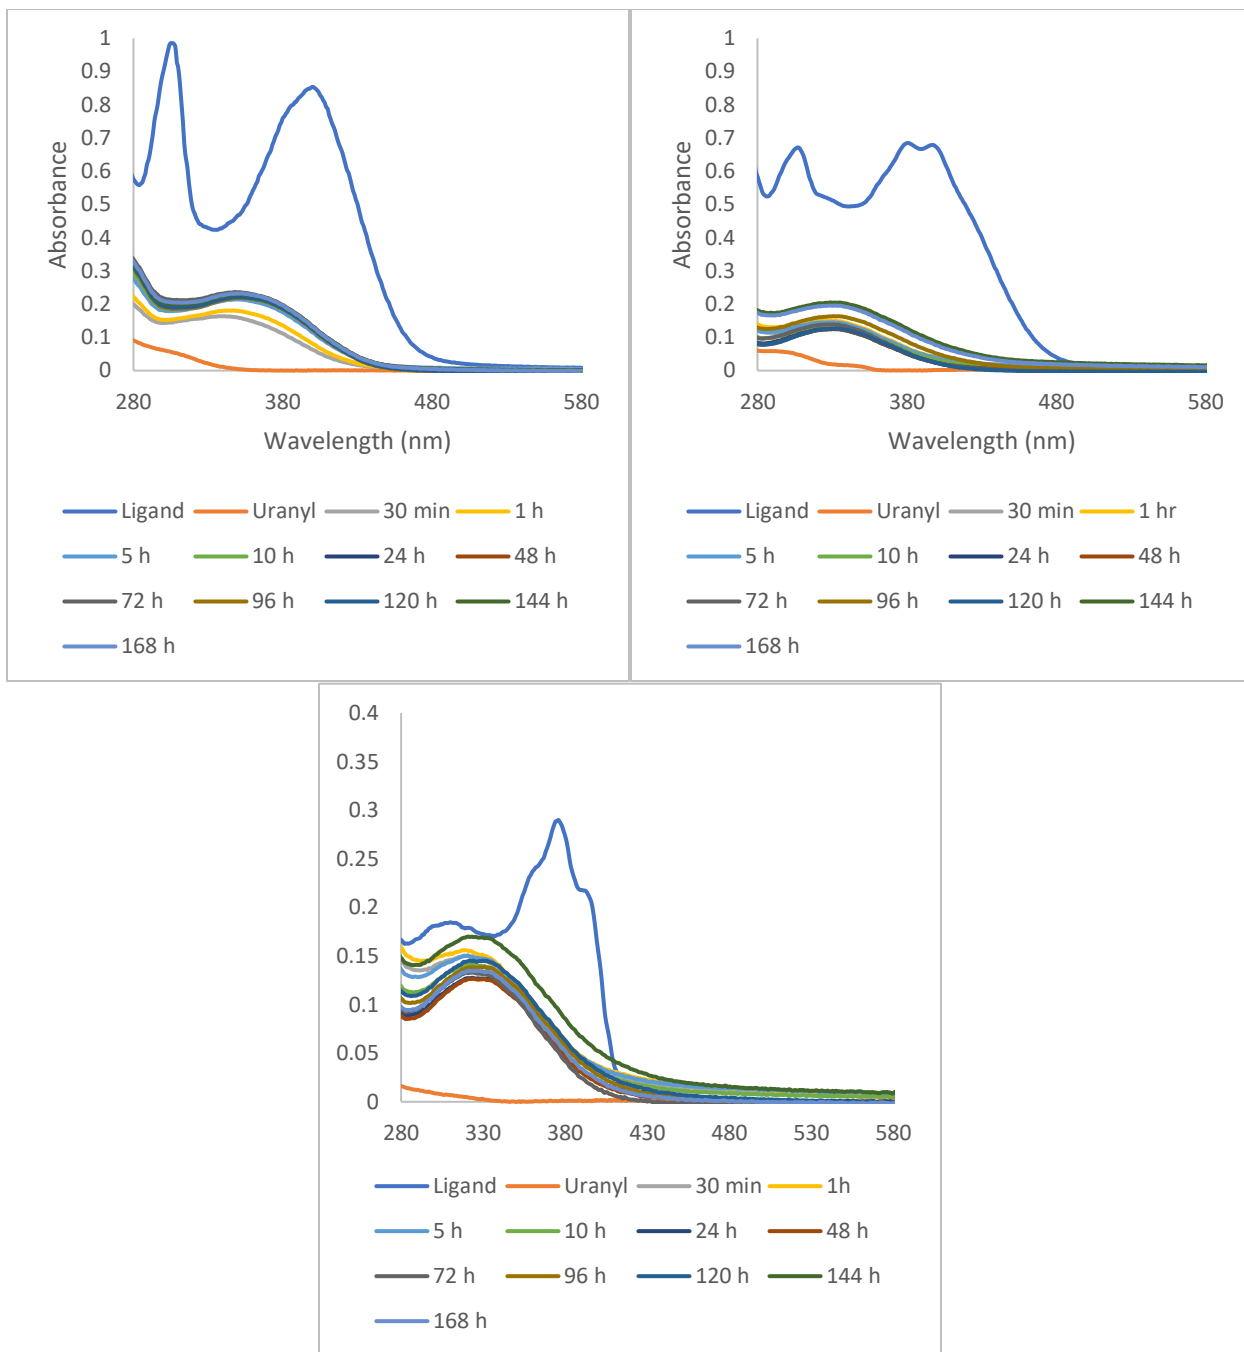 1
0.9
0.8
0.7
0.6
0.5
0.4
0.3
0.2
0.1
0
Absorbance
280 380 480 580
Wavelength (nm)
Ligand Uranyl 30 min 1 h
5 h 10 h 24 h 48 h
72 h 96 h 120 h 144 h
168 h
1
0.9
0.8
0.7
0.6
0.5
0.4
0.3
0.2
0.1
0
Absorbance
280 380 480 580
Wavelength (nm)
Ligand Uranyl 30 min 1 hr
5 h 10 h 24 h 48 h
72 h 96 h 120 h 144 h
168 h
0.4
0.35
0.3
0.25
0.2
0.15
0.1
0.05
0
280 330 380 430 480 530 580
Ligand Uranyl 30 min 1h
5 h 10 h 24 h 48 h
72 h 96 h 120 h 144 h
168 h